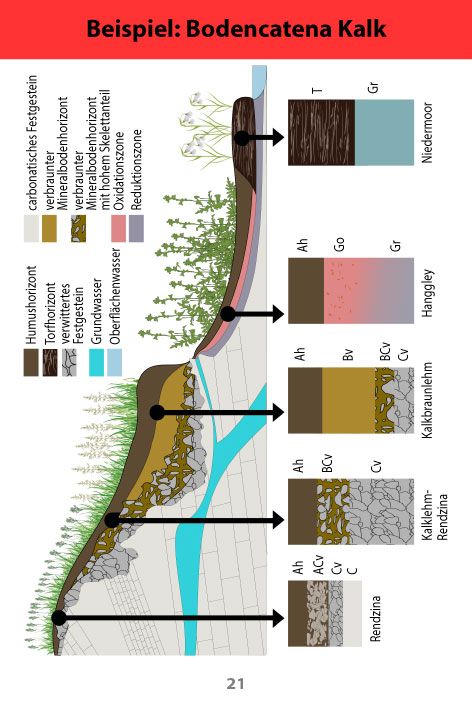 Beispiel: Bodencatena Kalk
Humushorizont
Torfhorizont
verwittertes
Festgestein
Grundwasser
Oberflächenwasser
carbonatisches Festgestein
verbraunter
Mineralbodenhorizont
verbraunter
Mineralbodenhorizont
mit hohem Skelettanteil
Oxidationszone
Reduktionszone
Ah
ACv
Cv
C
Rendzina
Ah
BCv
Cv
Kalklehm-
Rendzina
Ah
Bv
BCv
Cv
Kalkbraunlehm
Ah
Go
Gr
Hanggley
T
Gr
Niedermoor
21